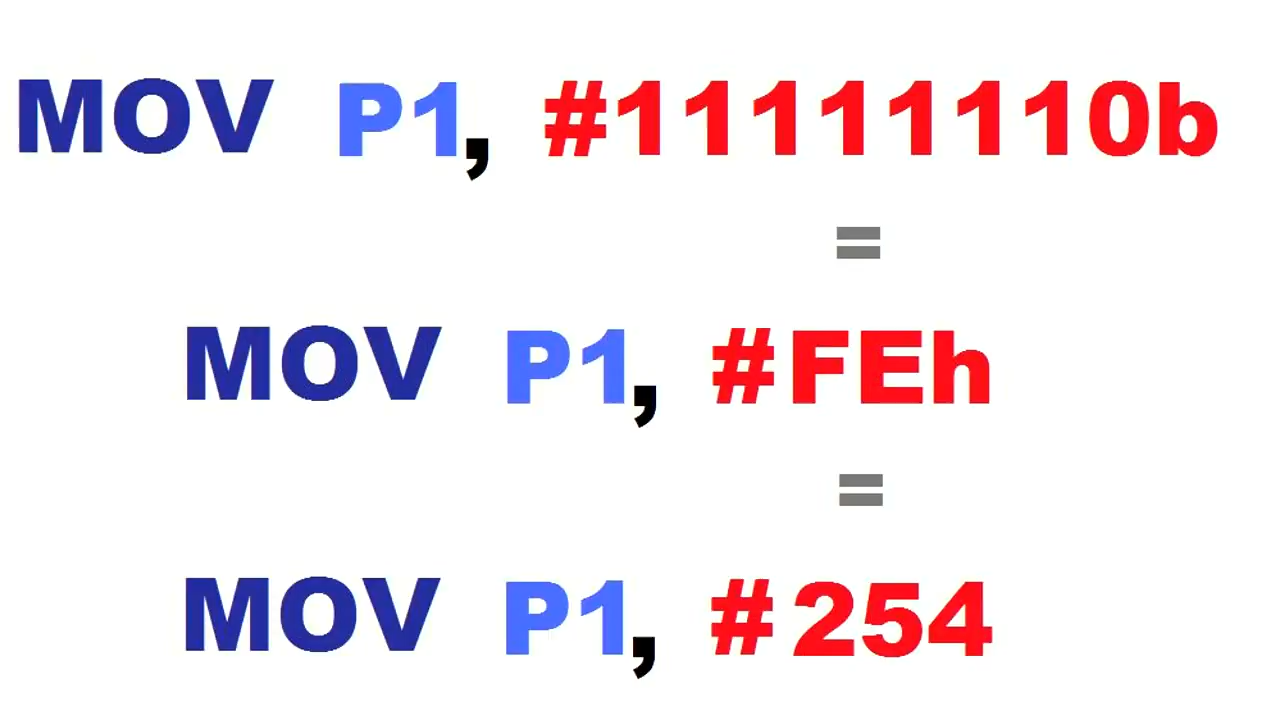 MOV P1, #11111110b
=
MOV P1, #FEh
=
MOV P1, #254